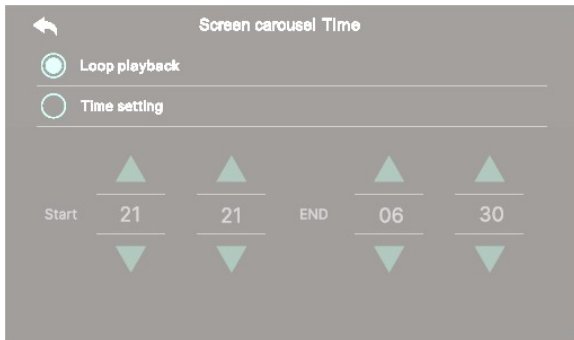 Screen carousel Time
Loop playback
Time setting
Start 21 21 END 06 30